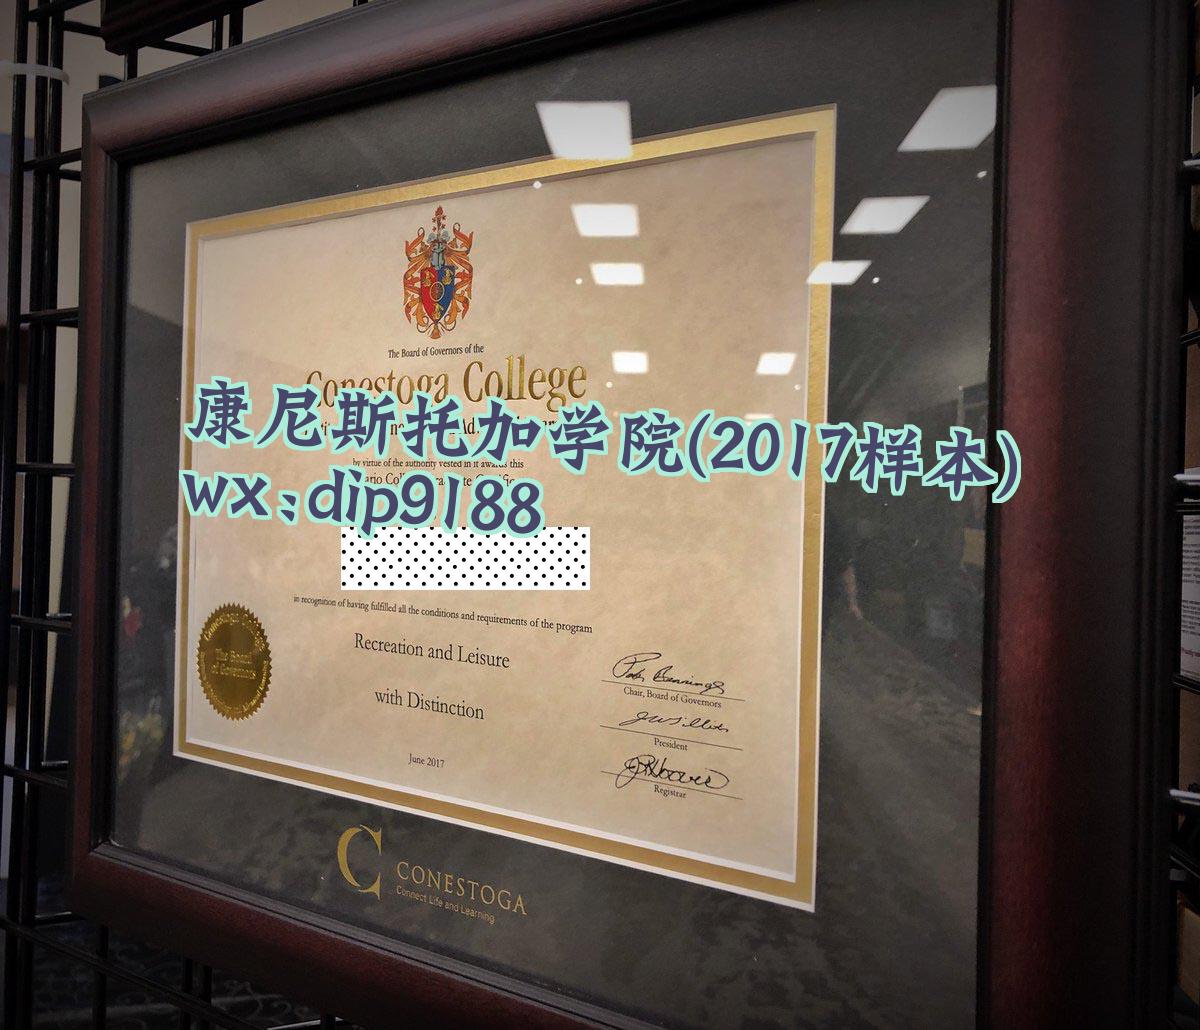 The Board of Governors of the
Conestoga College
康尼斯托加学院(2017样本)
by virtue of the authority vested in it awards this
wx:dip9188
in recognition of having fulfilled all the conditions and requirements of the program
Recreation and Leisure
with Distinction
June 2017
Chair, Board of Governors
President
Registrar
C CONESTOGA
Connect Life and Learning